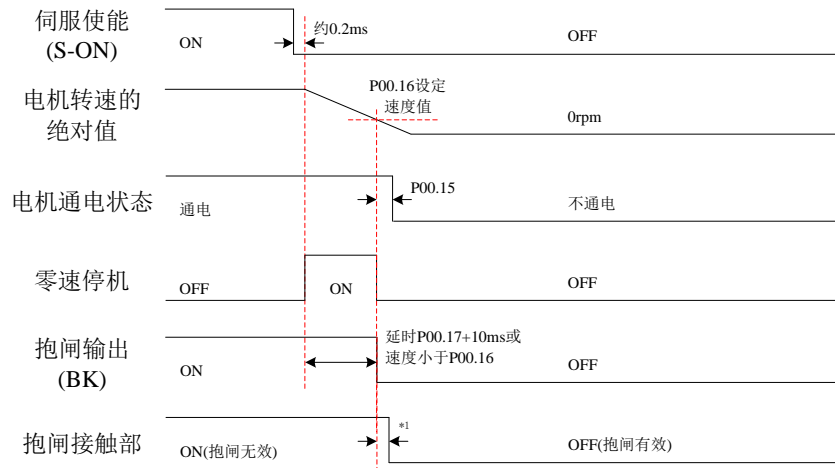 伺服使能
(S-ON)
ON
约0.2ms
OFF
电机转速的
绝对值
P00.16设定
速度值
0rpm
电机通电状态
通电
P00.15
不通电
零速停机
OFF
ON
OFF
抱闸输出
(BK)
ON
延时P00.17+10ms或
速度小于P00.16
OFF
抱闸接触部
ON(抱闸无效)
*1
OFF(抱闸有效)